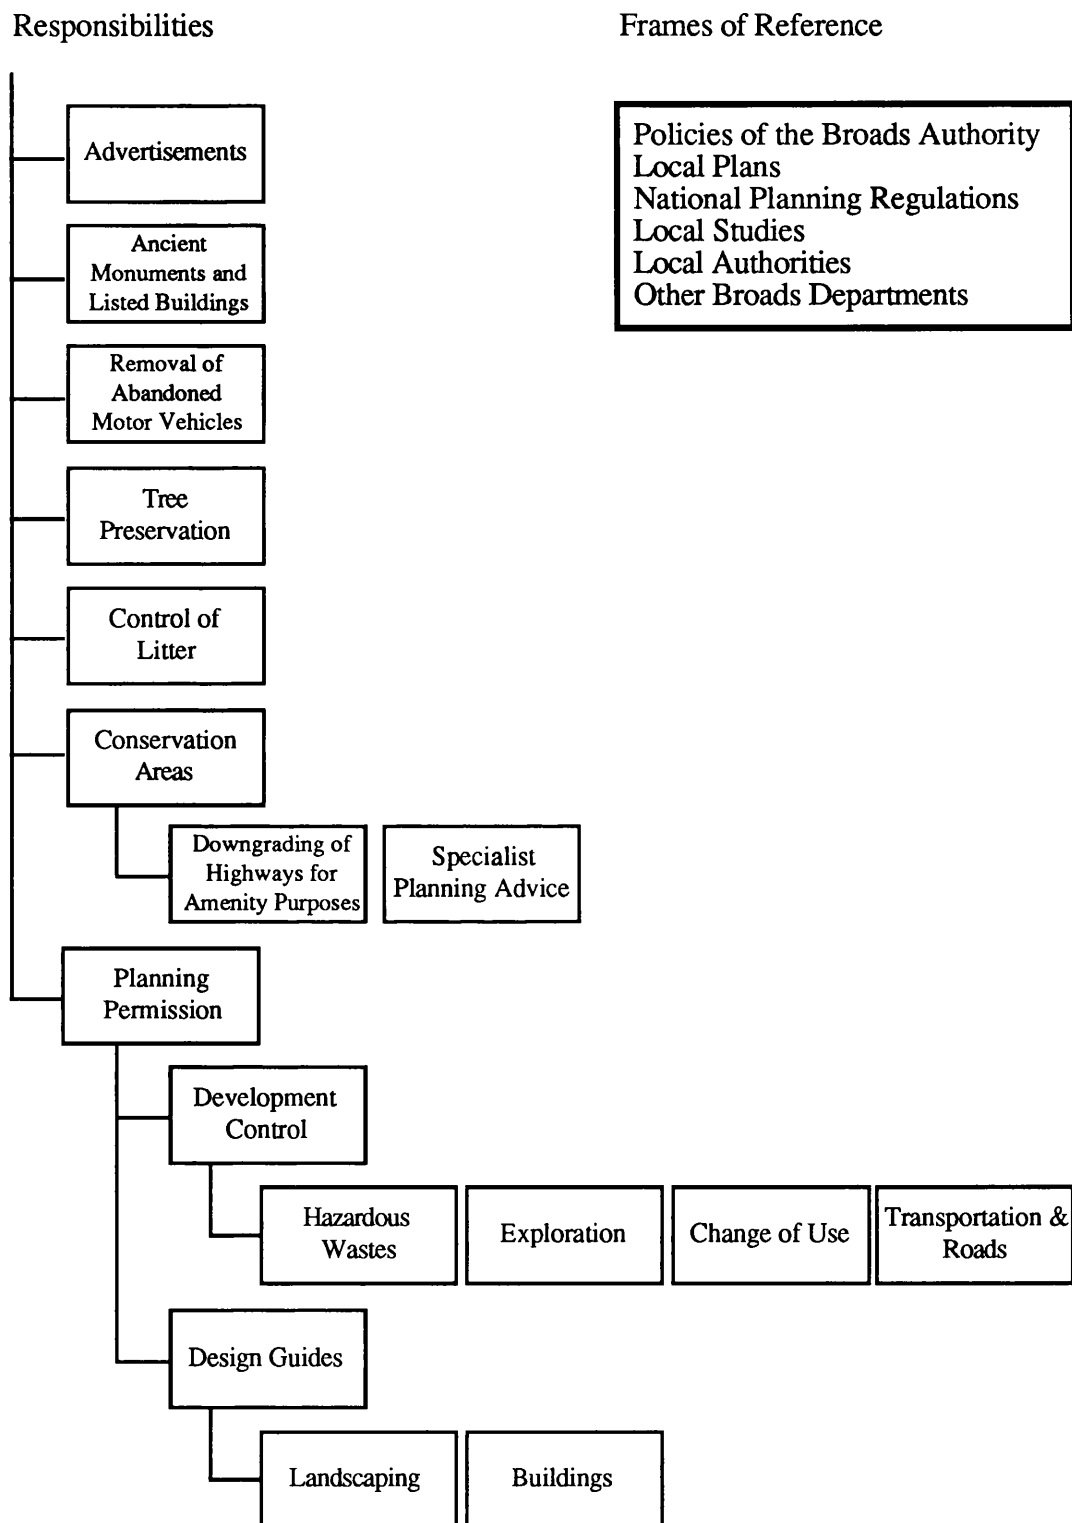 Responsibilities
Frames of Reference
Policies of the Broads Authority
Local Plans
National Planning Regulations
Local Studies
Local Authorities
Other Broads Departments
Advertisements
Ancient
Monuments and
Listed Buildings
Removal of
Abandoned
Motor Vehicles
Tree
Preservation
Control of
Litter
Conservation
Areas
Downgrading of
Highways for
Amenity Purposes
Specialist
Planning Advice
Planning
Permission
Development
Control
Hazardous
Wastes
Exploration
Change of Use
Transportation &
Roads
Design Guides
Landscaping
Buildings